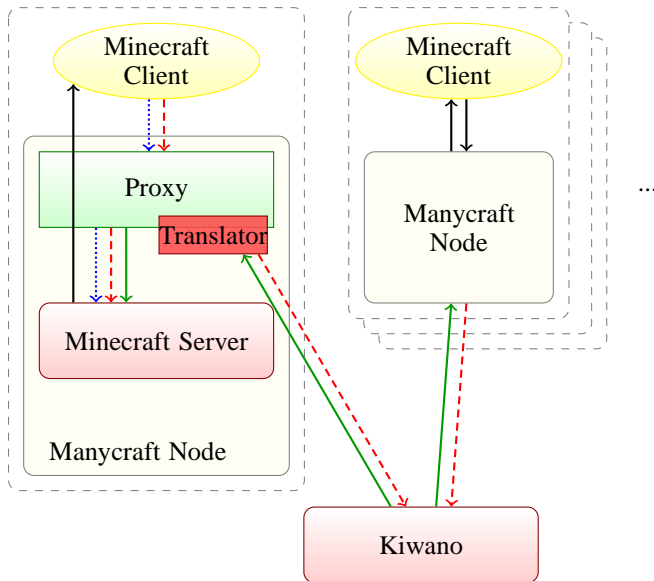 Minecraft
Client
Proxy
Translator
Minecraft Server
Manycraft Node
Minecraft
Client
Manycraft
Node
...
Kiwano